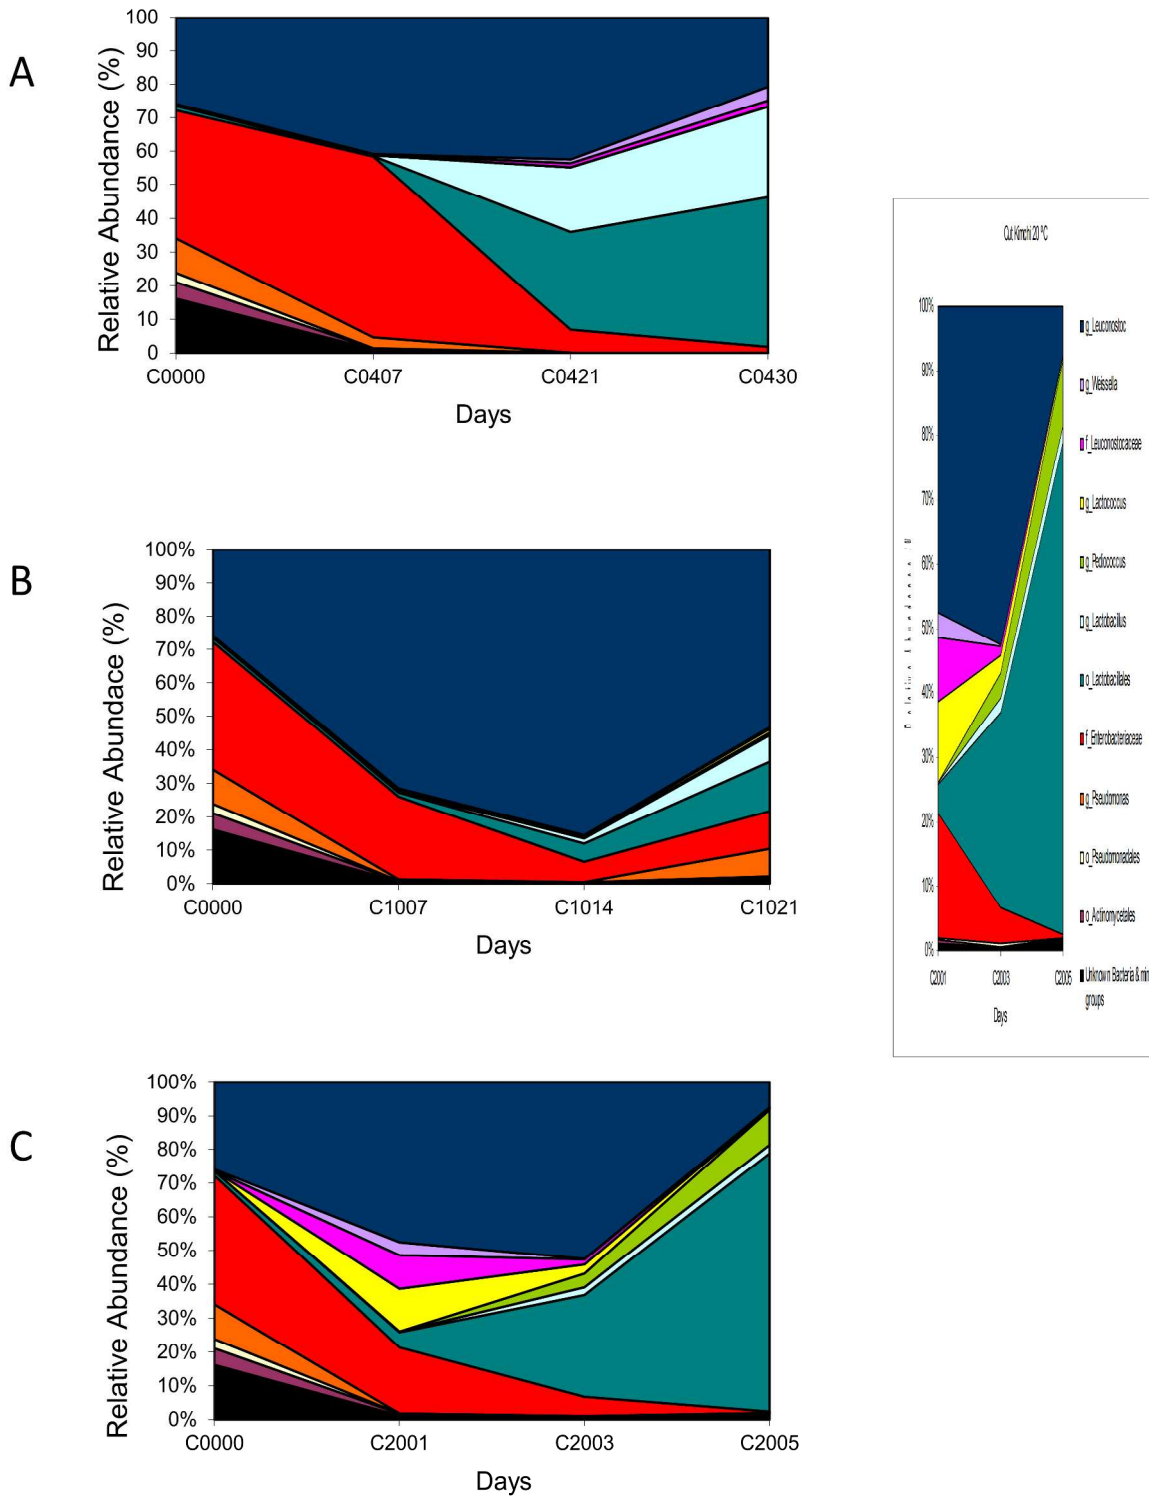 A
Relative Abundance (%)
100
90
80
70
60
50
40
30
20
10
0
C0000 C0407 C0421 C0430
Days
B
Relative Abundace (%)
100%
90%
80%
70%
60%
50%
40%
30%
20%
10%
0%
C0000 C1007 C1014 C1021
Days
C
Relative Abundance (%)
100%
90%
80%
70%
60%
50%
40%
30%
20%
10%
0%
C0000 C2001 C2003 C2005
Days
Cut Kimchi 20 °C
100%
90%
80%
70%
60%
50%
40%
30%
20%
10%
0%
C2001 C2003 C2005
Days
g_Leuconostoc
g_Weissella
f_Leuconostocaceae
g_Lactococcus
g_Pediococcus
g_Lactobacillus
o_Lactobacillales
f_Enterobacteriaceae
g_Pseudomonas
o_Pseudomonadales
o_Actinomycetales
Unknown Bacteria & min
groups